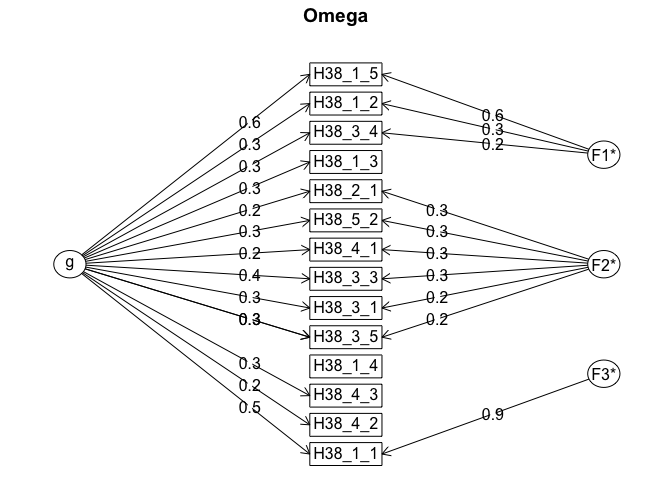 Omega
H38_1_5
H38_1_2
H38_3_4
H38_1_3
H38_2_1
H38_5_2
H38_4_1
H38_3_3
H38_3_1
H38_3_5
H38_1_4
H38_4_3
H38_4_2
H38_1_1
g
0.6
0.3
0.3
0.3
0.2
0.3
0.2
0.4
0.3
0.3
0.3
0.2
0.5
F1*
0.6
0.3
0.2
F2*
0.3
0.3
0.3
0.3
0.2
0.2
F3*
0.9